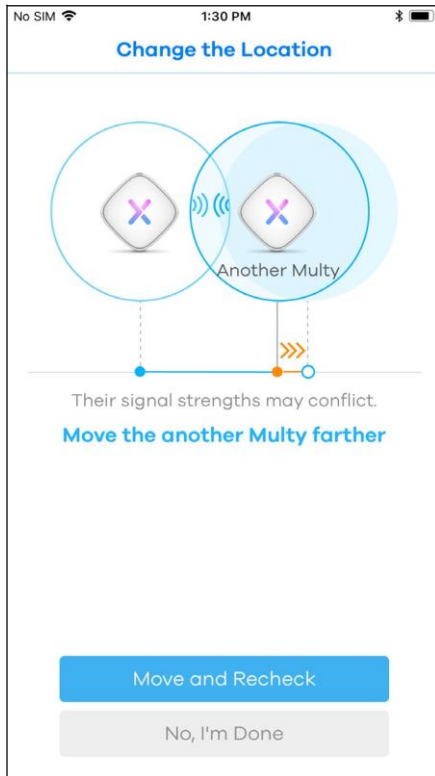 No SIM 1:30 PM
Change the Location
Another Multy
Their signal strengths may conflict.
Move the another Multy farther
Move and Recheck
No, I'm Done